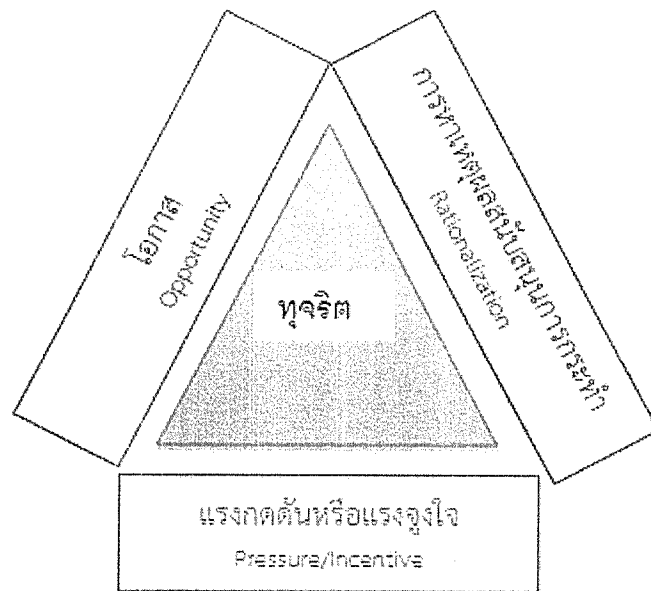 โอกาส
Opportunity
การหาเหตุผลสนับสนุนการกระทำ
Rationalization
ทุจริต
แรงกดดันหรือแรงจูงใจ
Pressure/Incentive